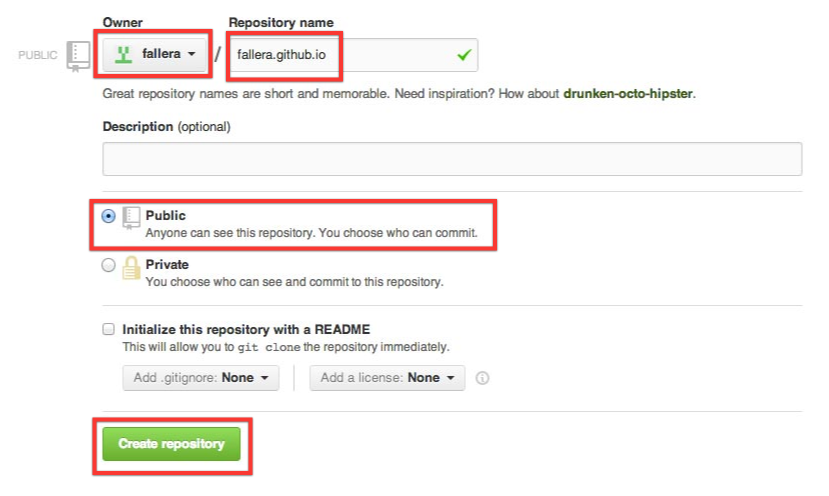 Owner Repository name
PUBLIC fallera / fallera.github.io
Great repository names are short and memorable. Need inspiration? How about drunken-octo-hipster.
Description (optional)
Public
Anyone can see this repository. You choose who can commit.
Private
You choose who can see and commit to this repository.
Initialize this repository with a README
This will allow you to git clone the repository immediately.
Add .gitignore: None Add a license: None
Create repository